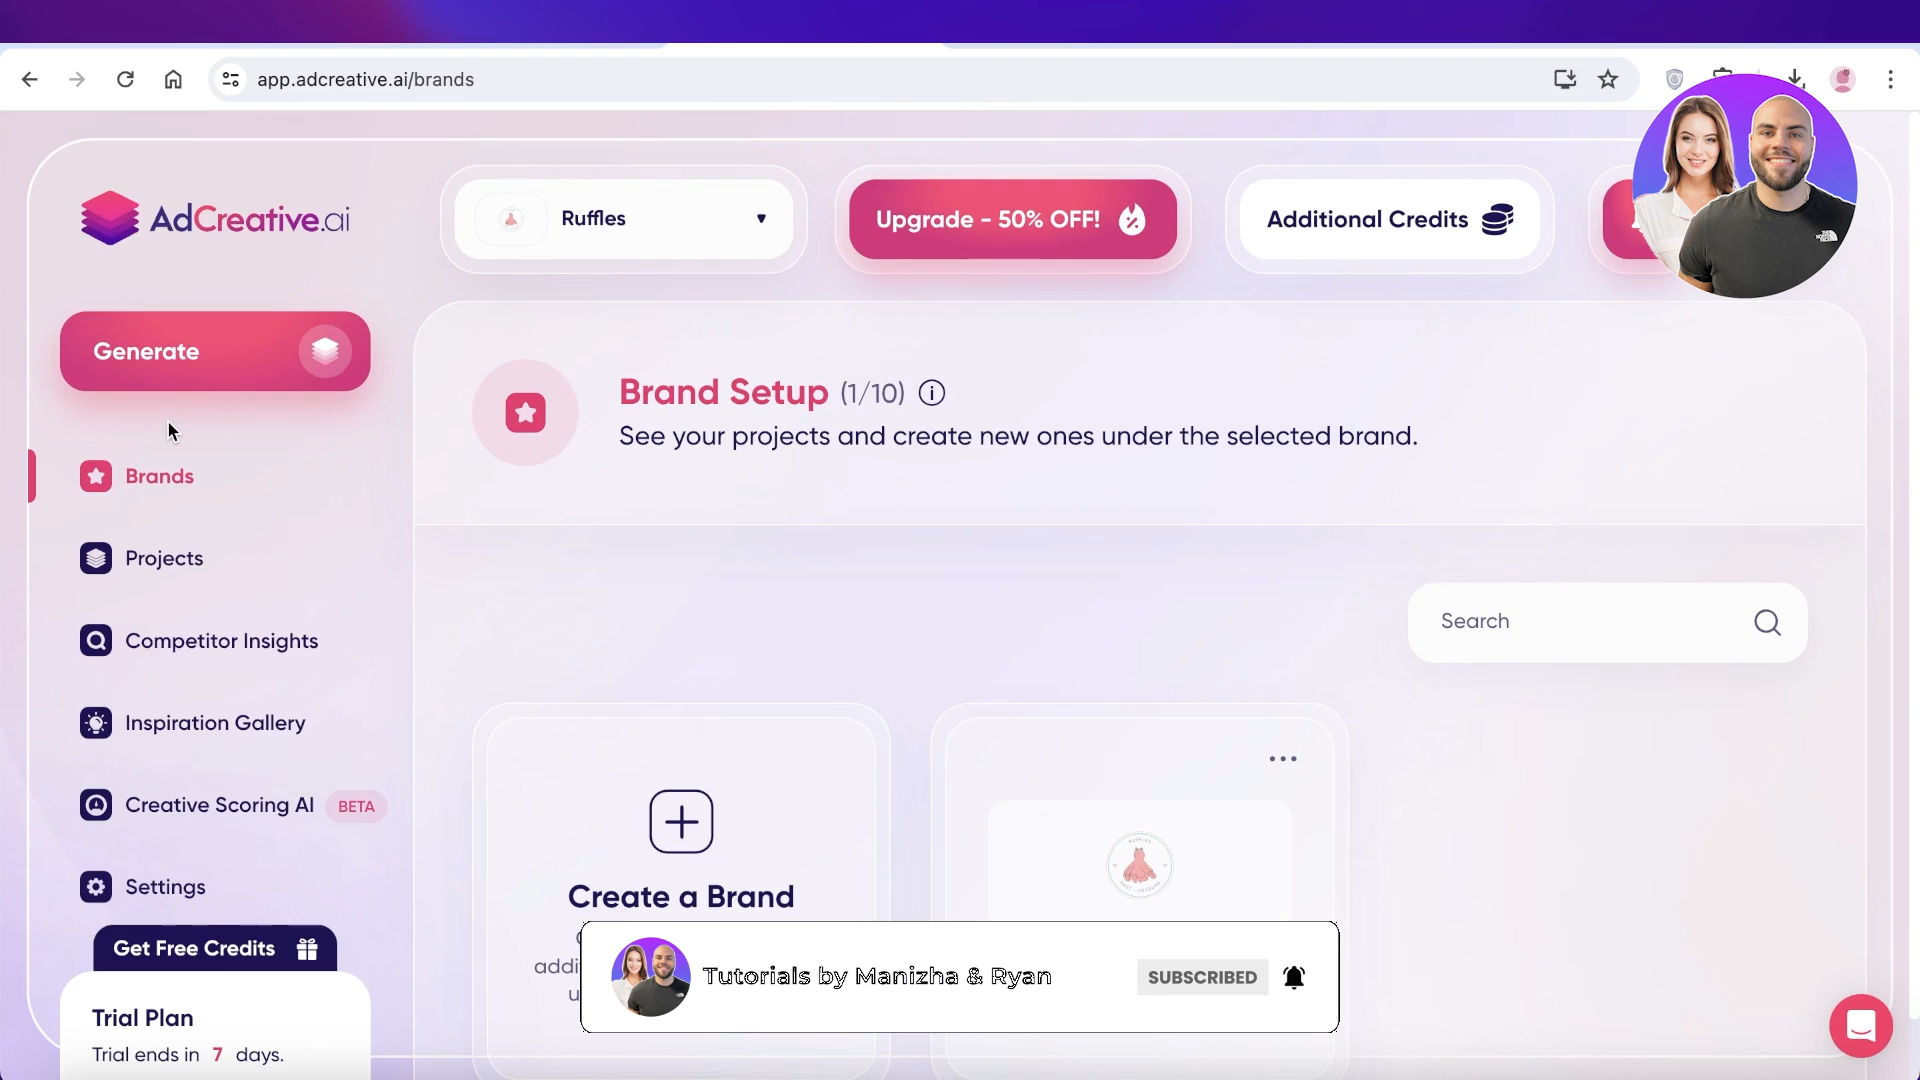 app.adcreative.ai/brands
AdCreative.ai
Ruffles
Upgrade - 50% OFF!
Additional Credits
Generate
Brand Setup (1/10)
See your projects and create new ones under the selected brand.
Brands
Projects
Search
Competitor Insights
Inspiration Gallery
Creative Scoring AI BETA
Create a Brand
Settings
Get Free Credits
Tutorials by Manizha & Ryan
SUBSCRIBED
Trial Plan
Trial ends in 7 days.